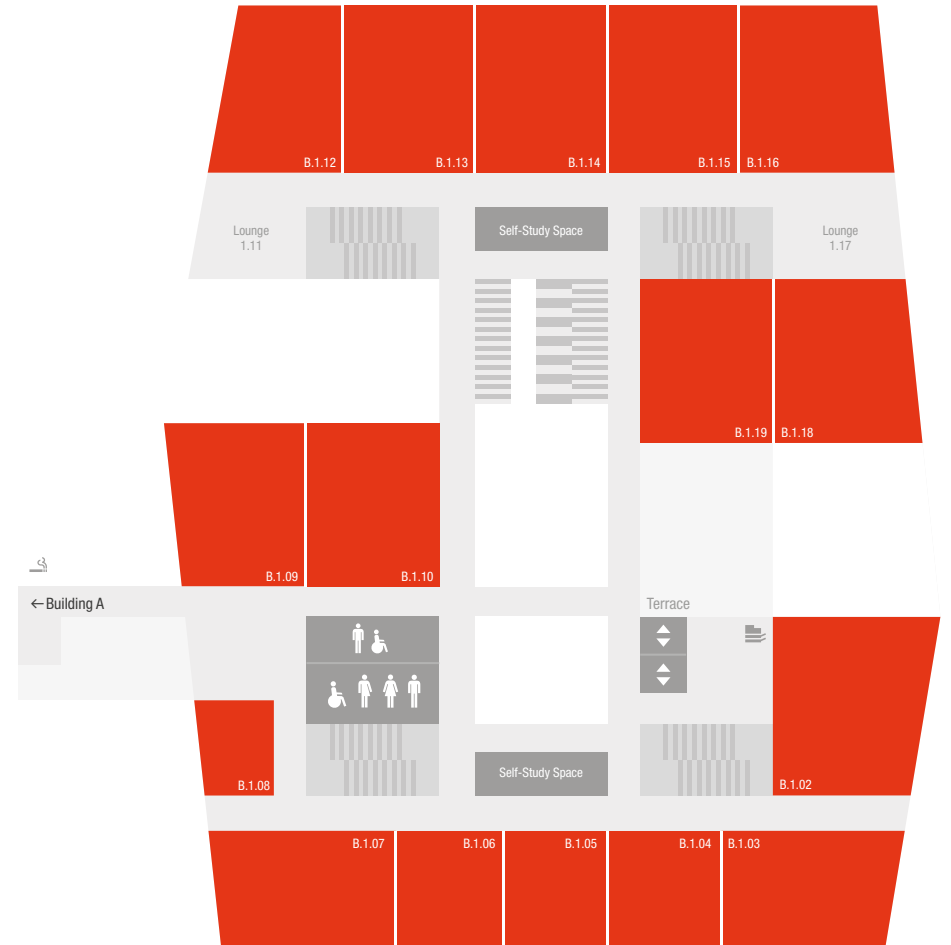 B.1.12
B.1.13
B.1.14
B.1.15
B.1.16
Lounge
1.11
Self-Study Space
Lounge
1.17
B.1.19
B.1.18
B.1.09
B.1.10
←Building A
Terrace
B.1.08
Self-Study Space
B.1.02
B.1.07
B.1.06
B.1.05
B.1.04
B.1.03